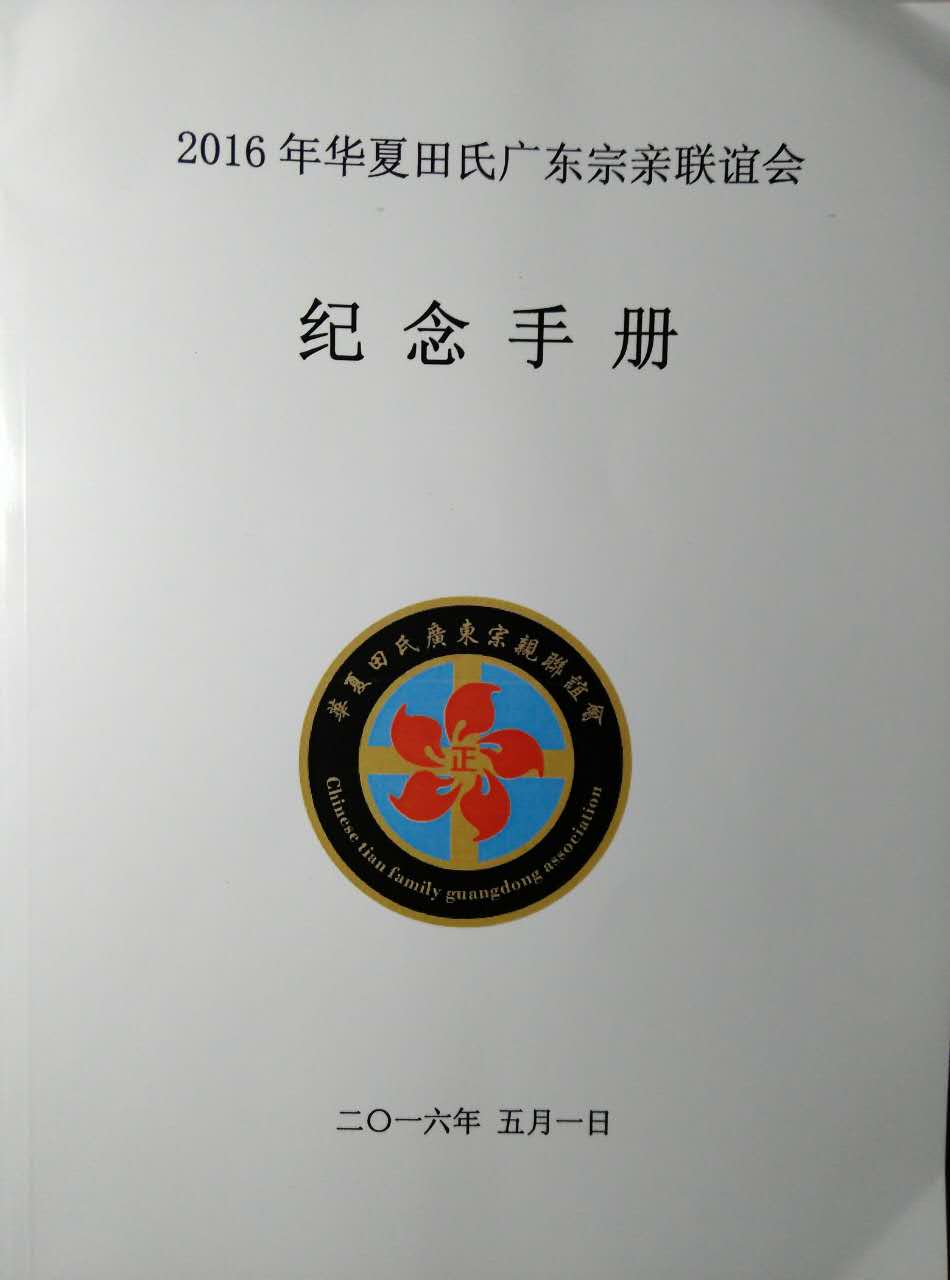 2016 年华夏田氏广东宗亲联谊会
纪念手册
華夏田氏廣東宗親聯誼會
正
Chinese tian family guangdong association
二〇一六年 五月一日